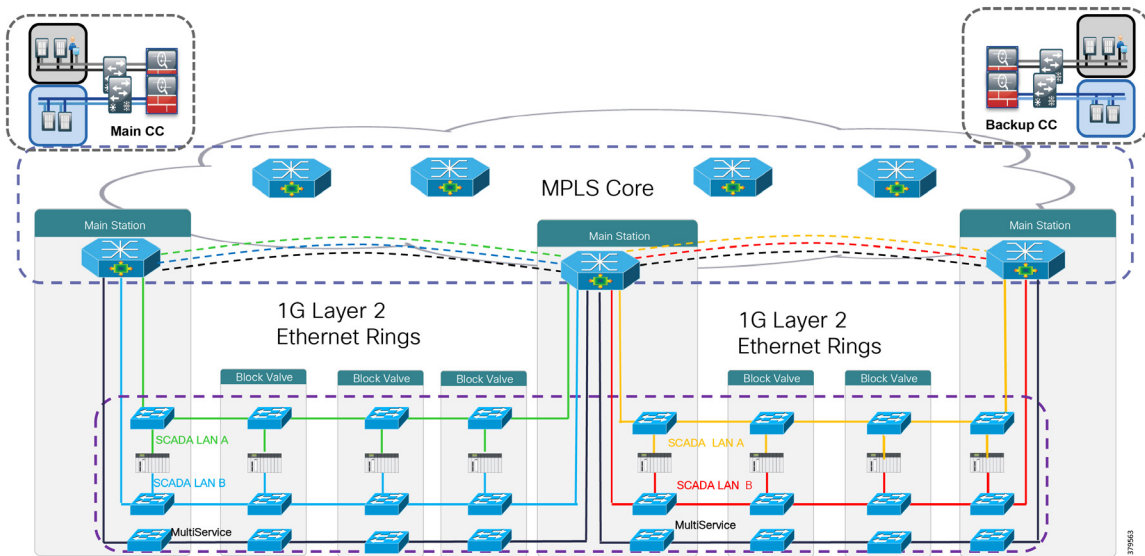 Main CC
Backup CC
MPLS Core
Main Station
Main Station
Main Station
1G Layer 2
Ethernet Rings
1G Layer 2
Ethernet Rings
Block Valve
Block Valve
Block Valve
Block Valve
Block Valve
SCADA LAN A
SCADA LAN A
SCADA LAN B
SCADA LAN B
MultiService
MultiService